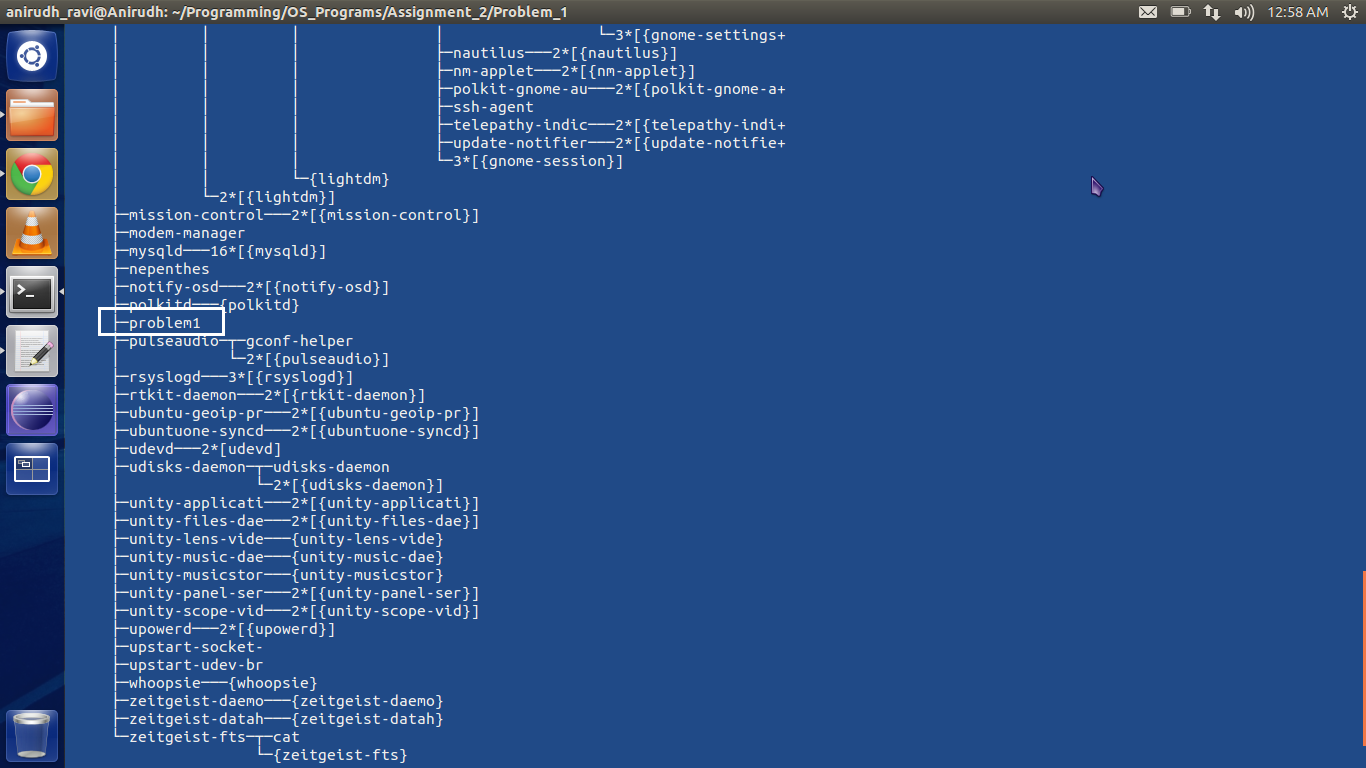 anirudh_ravi@Anirudh: ~/Programming/OS_Programs/Assignment_2/Problem_1 12:58 AM
│         │         │               │                 └─3*[{gnome-settings+
│         │         │               ├─nautilus───2*[{nautilus}]
│         │         │               ├─nm-applet───2*[{nm-applet}]
│         │         │               ├─polkit-gnome-au───2*[{polkit-gnome-a+
│         │         │               ├─ssh-agent
│         │         │               ├─telepathy-indic───2*[{telepathy-indi+
│         │         │               ├─update-notifier───2*[{update-notifie+
│         │         │               └─3*[{gnome-session}]
│         │         └─{lightdm}
│         └─2*[{lightdm}]
├─mission-control───2*[{mission-control}]
├─modem-manager
├─mysqld───16*[{mysqld}]
├─nepenthes
├─notify-osd───2*[{notify-osd}]
├─polkitd───{polkitd}
├─problem1
├─pulseaudio─┬─gconf-helper
│            └─2*[{pulseaudio}]
├─rsyslogd───3*[{rsyslogd}]
├─rtkit-daemon───2*[{rtkit-daemon}]
├─ubuntu-geoip-pr───2*[{ubuntu-geoip-pr}]
├─ubuntuone-syncd───2*[{ubuntuone-syncd}]
├─udevd───2*[udevd]
├─udisks-daemon─┬─udisks-daemon
│               └─2*[{udisks-daemon}]
├─unity-applicati───2*[{unity-applicati}]
├─unity-files-dae───2*[{unity-files-dae}]
├─unity-lens-vide───{unity-lens-vide}
├─unity-music-dae───{unity-music-dae}
├─unity-musicstor───{unity-musicstor}
├─unity-panel-ser───2*[{unity-panel-ser}]
├─unity-scope-vid───2*[{unity-scope-vid}]
├─upowerd───2*[{upowerd}]
├─upstart-socket-
├─upstart-udev-br
├─whoopsie───{whoopsie}
├─zeitgeist-daemo───{zeitgeist-daemo}
├─zeitgeist-datah───{zeitgeist-datah}
└─zeitgeist-fts─┬─cat
                └─{zeitgeist-fts}